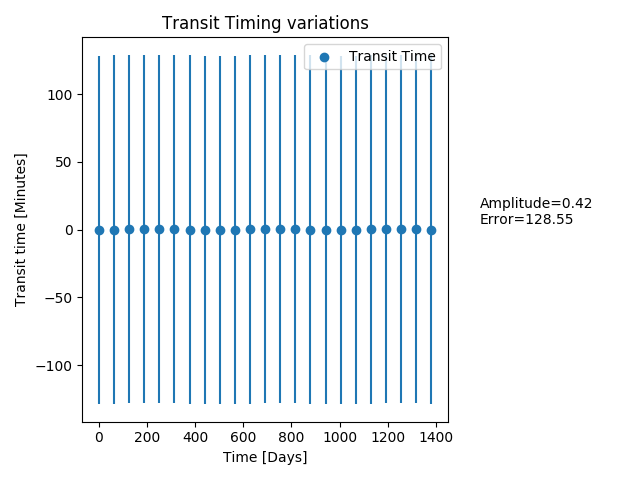 Transit Timing variations
Transit Time
Transit time [Minutes]
100
50
0
−50
−100
0 200 400 600 800 1000 1200 1400
Time [Days]
Amplitude=0.42
Error=128.55